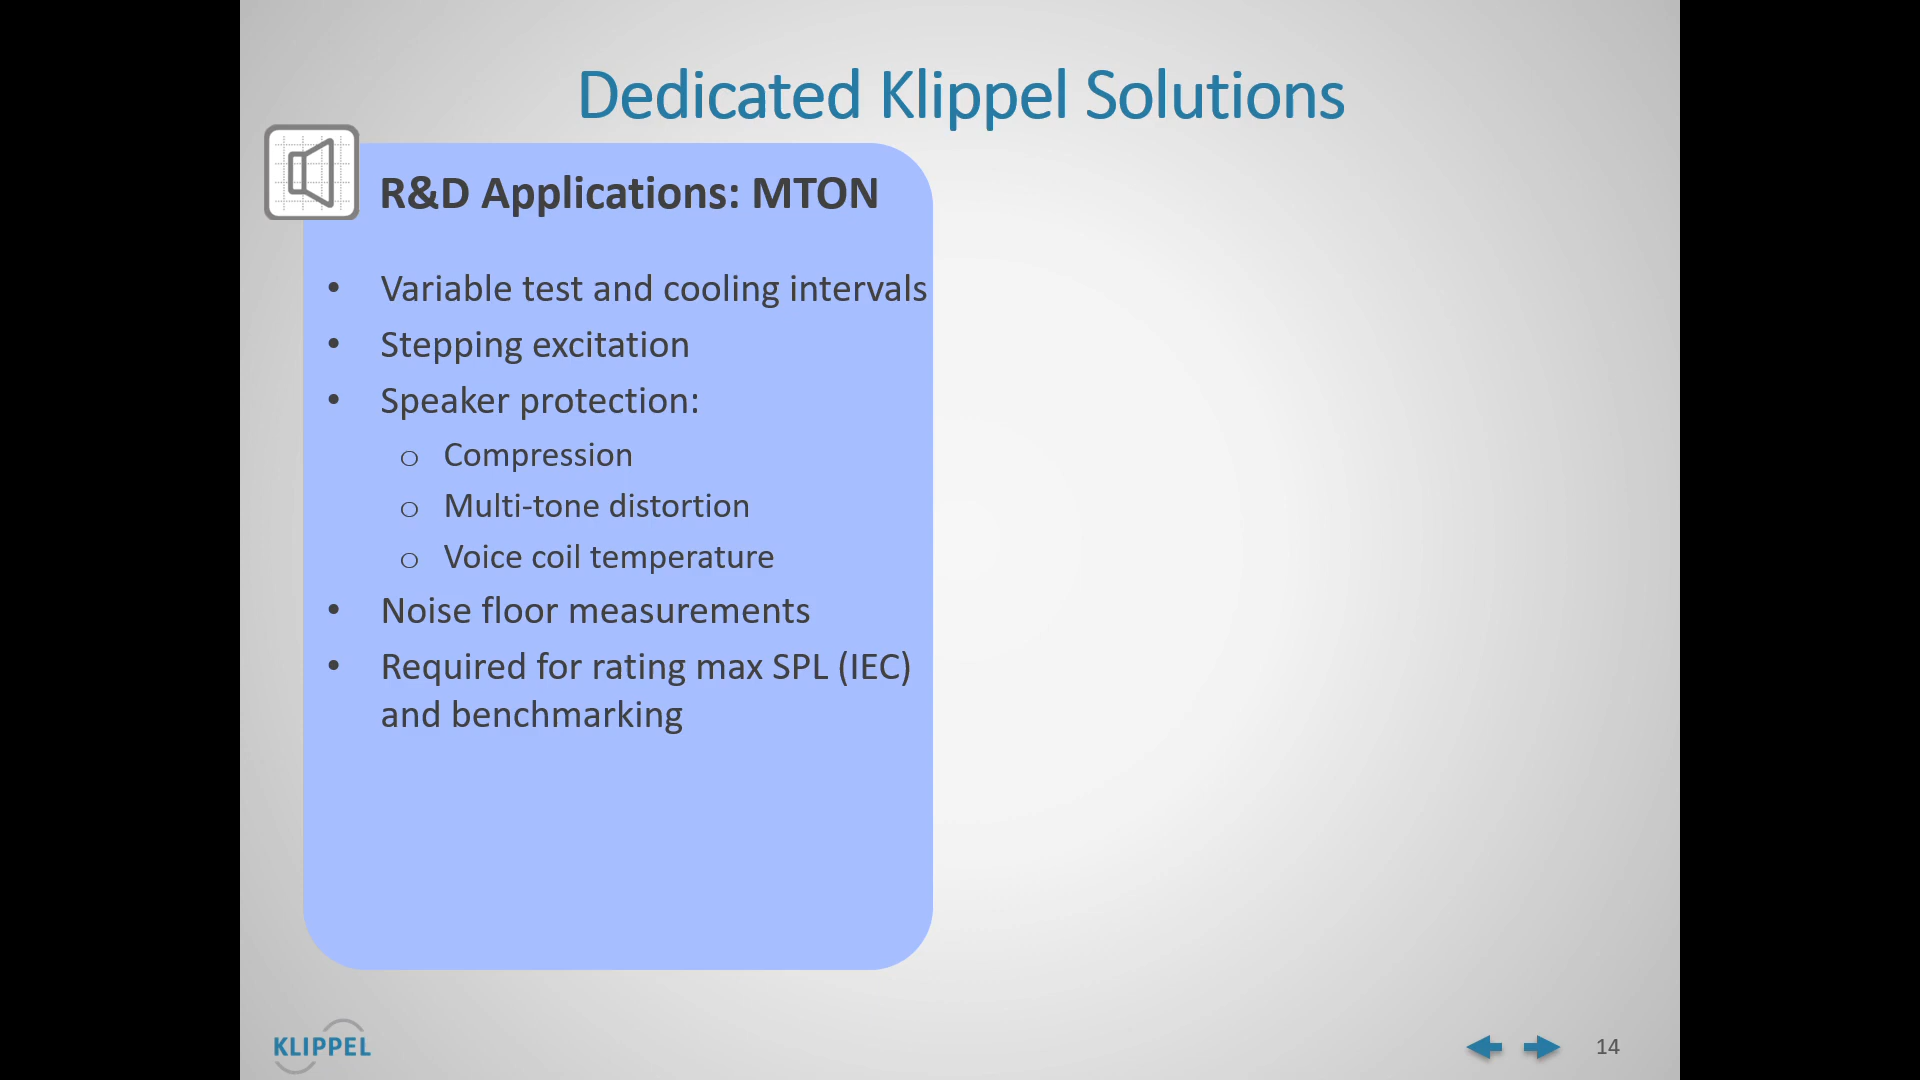 Dedicated Klippel Solutions
R&D Applications: MTON
• Variable test and cooling intervals
• Stepping excitation
• Speaker protection:
o Compression
o Multi-tone distortion
o Voice coil temperature
• Noise floor measurements
• Required for rating max SPL (IEC)
and benchmarking
KLIPPEL
14